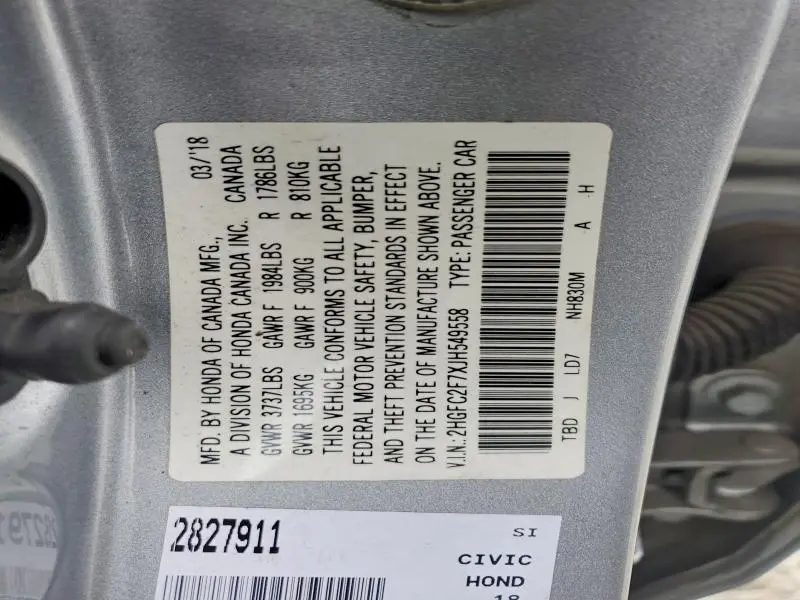 MFD. BY HONDA OF CANADA MFG., 03/'18
A DIVISION OF HONDA CANADA INC. CANADA
GVWR 3737LBS GAWR F 1984LBS R 1786LBS
GVWR 1695KG GAWR F 900KG R 810KG
THIS VEHICLE CONFORMS TO ALL APPLICABLE
FEDERAL MOTOR VEHICLE SAFETY, BUMPER,
AND THEFT PREVENTION STANDARDS IN EFFECT
ON THE DATE OF MANUFACTURE SHOWN ABOVE.
V.I.N.:2HGFC2F7XJH549558 TYPE: PASSENGER CAR
TBD J LD7 NH830M -A -H
2827911
SI
CIVIC
HOND
18